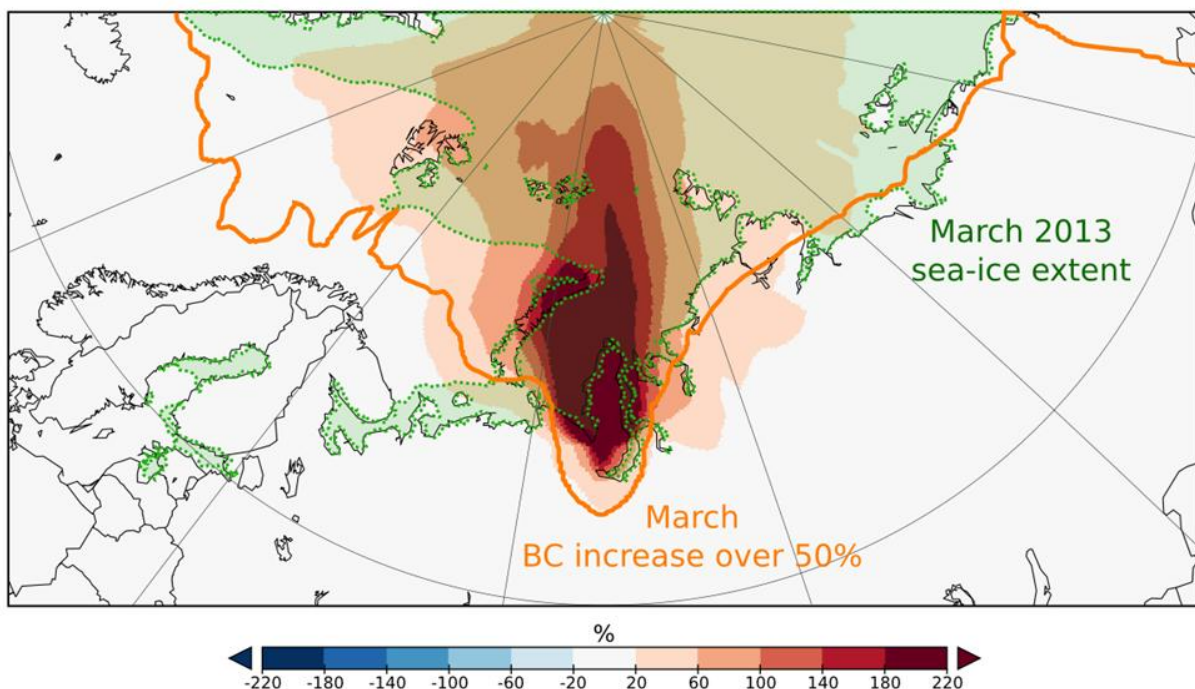 March 2013
sea-ice extent
March
BC increase over 50%
%
-220 -180 -140 -100 -60 -20 20 60 100 140 180 220